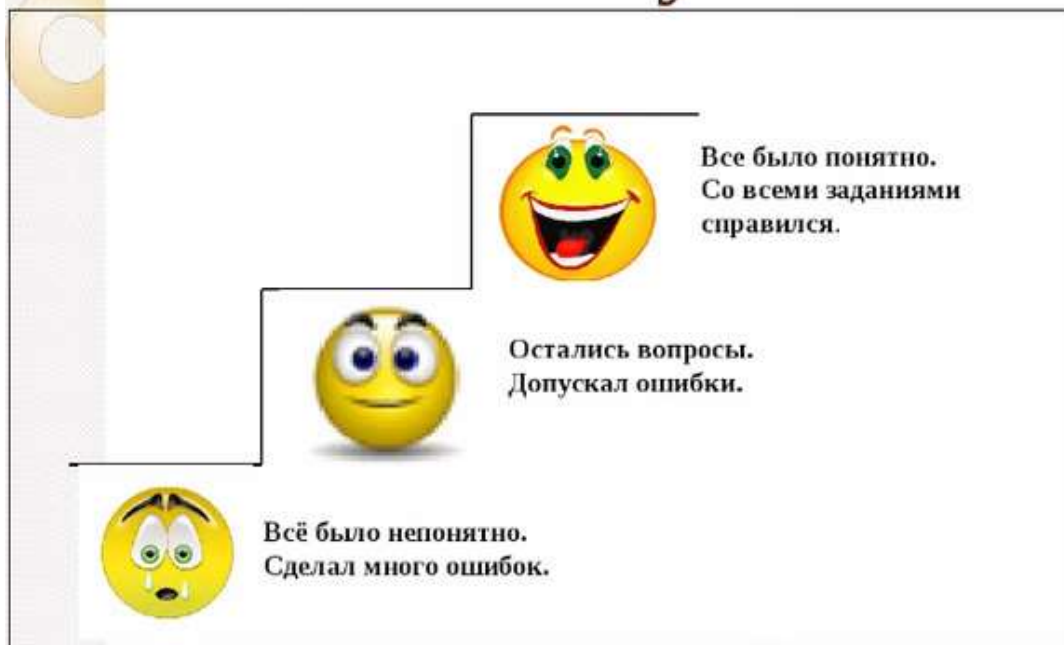 Все было понятно.
Со всеми заданиями
справился.
Остались вопросы.
Допускал ошибки.
Всё было непонятно.
Сделал много ошибок.